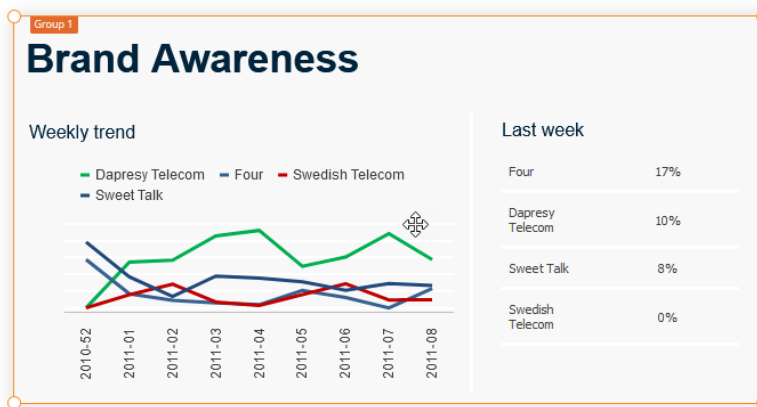 Group 1
Brand Awareness
Weekly trend
Dapresy Telecom Four Swedish Telecom
Sweet Talk
2010-52 2011-01 2011-02 2011-03 2011-04 2011-05 2011-06 2011-07 2011-08
Last week
Four 17%
Dapresy
Telecom 10%
Sweet Talk 8%
Swedish
Telecom 0%